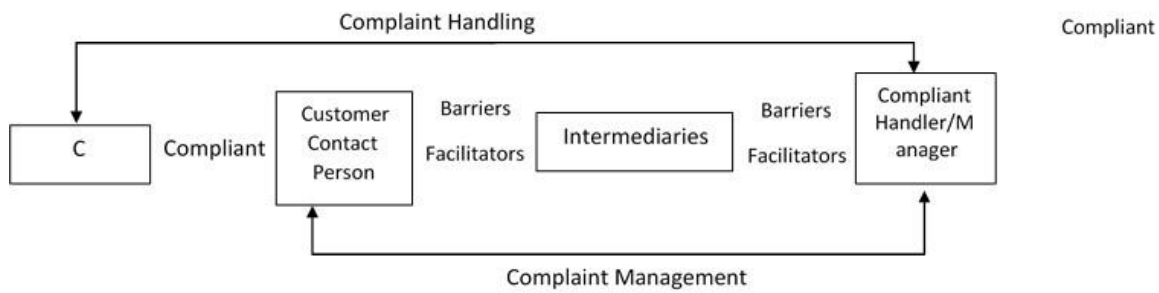 Complaint Handling
Compliant
C
Compliant
Customer
Contact
Person
Barriers
Facilitators
Intermediaries
Barriers
Facilitators
Compliant
Handler/M
anager
Complaint Management